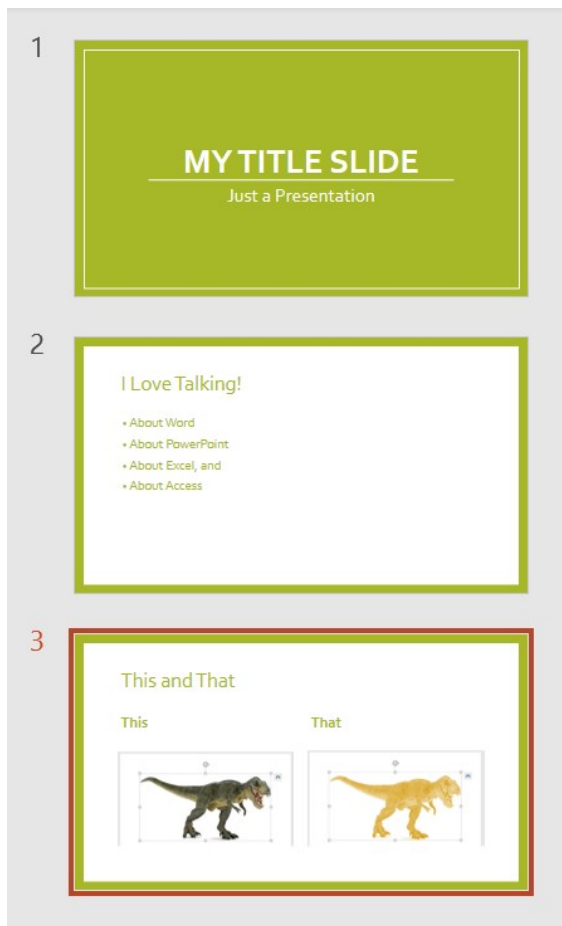 1
MY TITLE SLIDE
Just a Presentation
2
I Love Talking!
• About Word
• About PowerPoint
• About Excel, and
• About Access
3
This and That
This
That